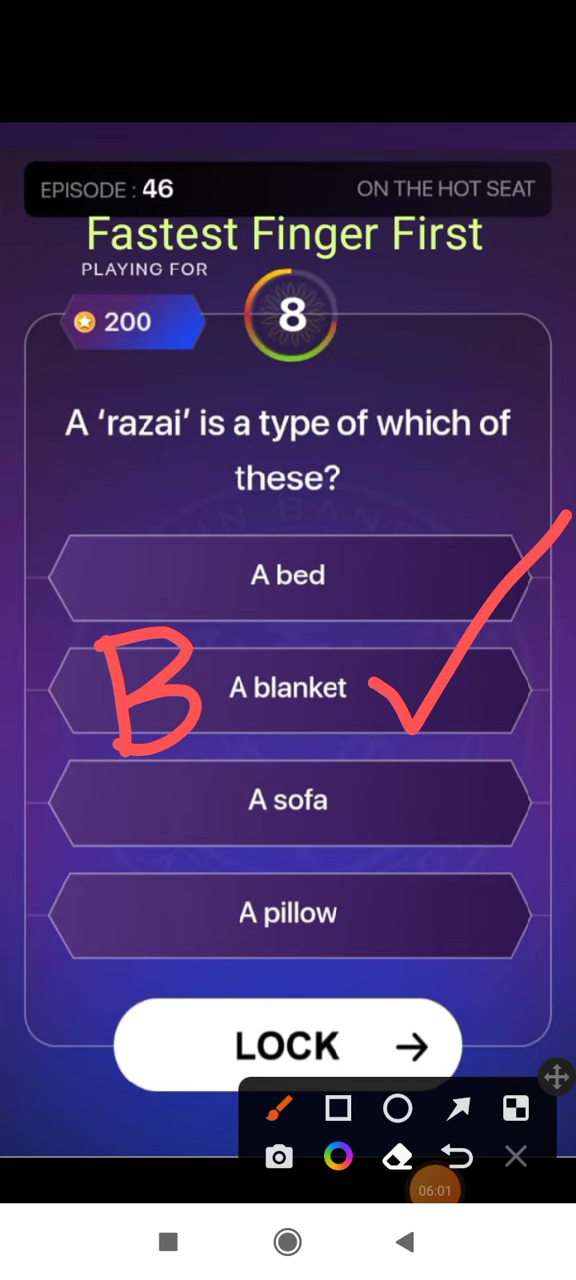 EPISODE : 46 ON THE HOT SEAT
Fastest Finger First
PLAYING FOR
200
8
A ‘razai’ is a type of which of
these?
A bed
B A blanket
A sofa
A pillow
LOCK
06:01